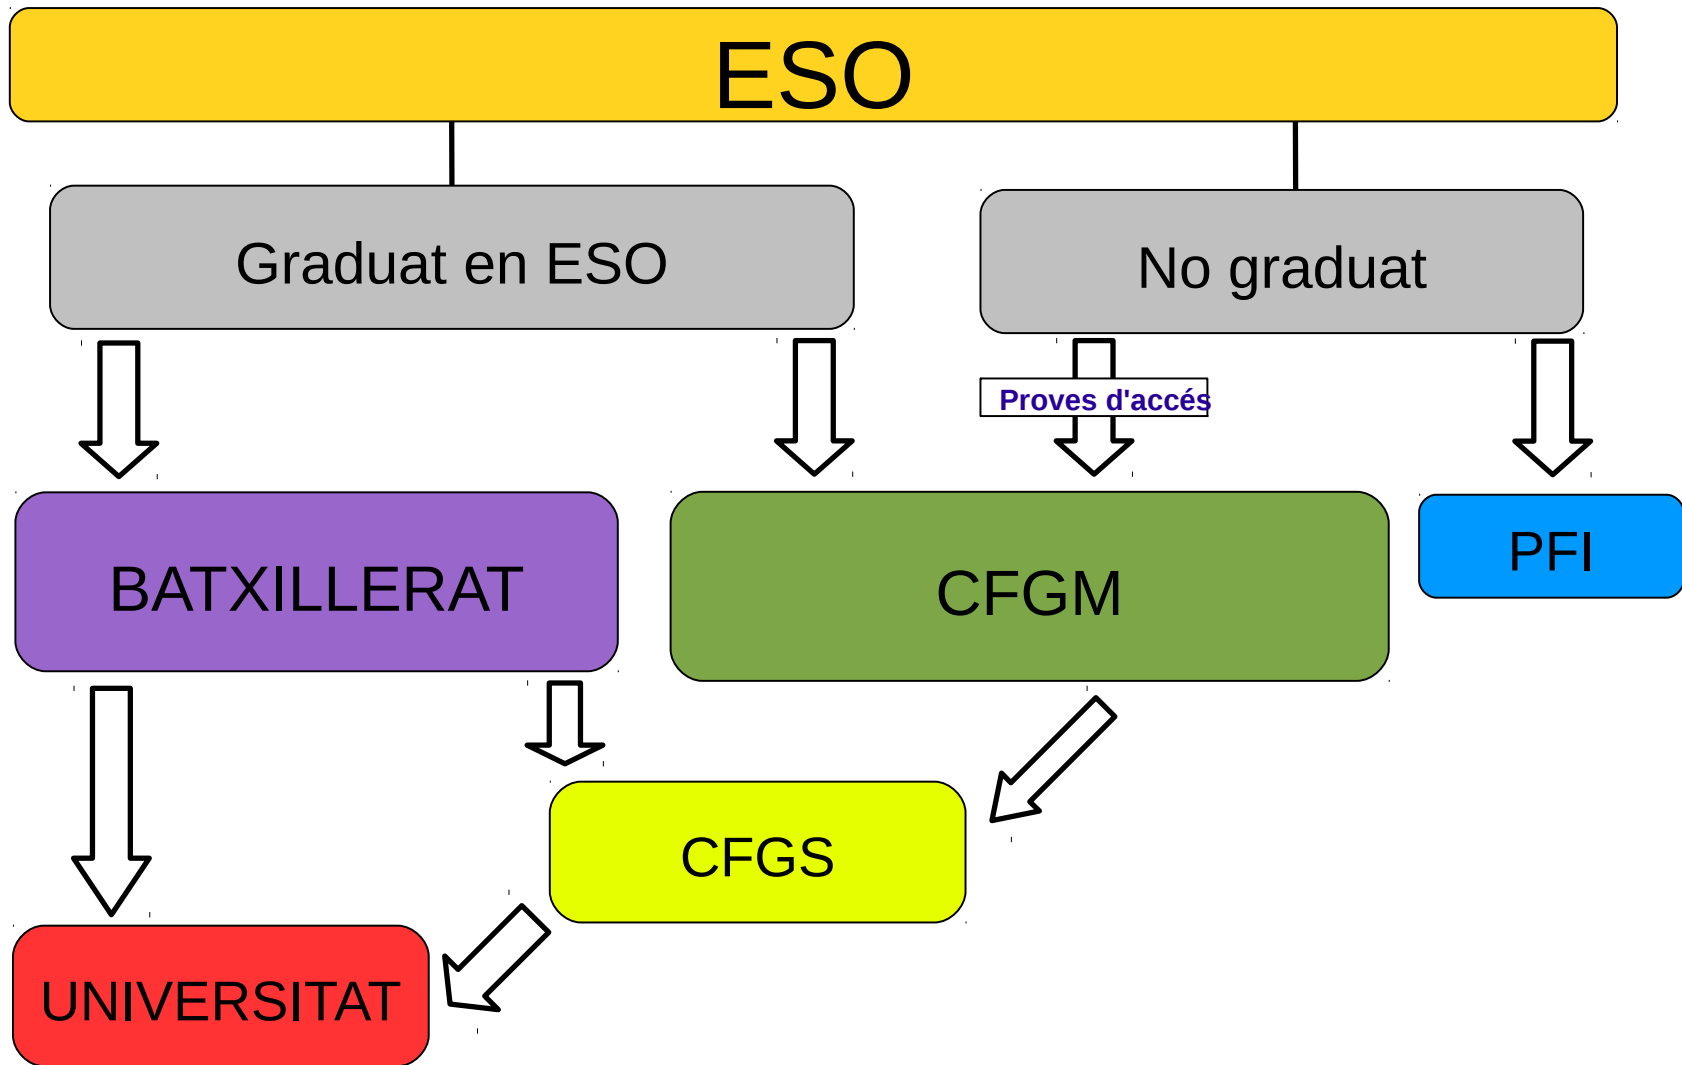 ESO
Graduat en ESO
No graduat
Proves d'accés
BATXILLERAT
CFGM
PFI
CFGS
UNIVERSITAT